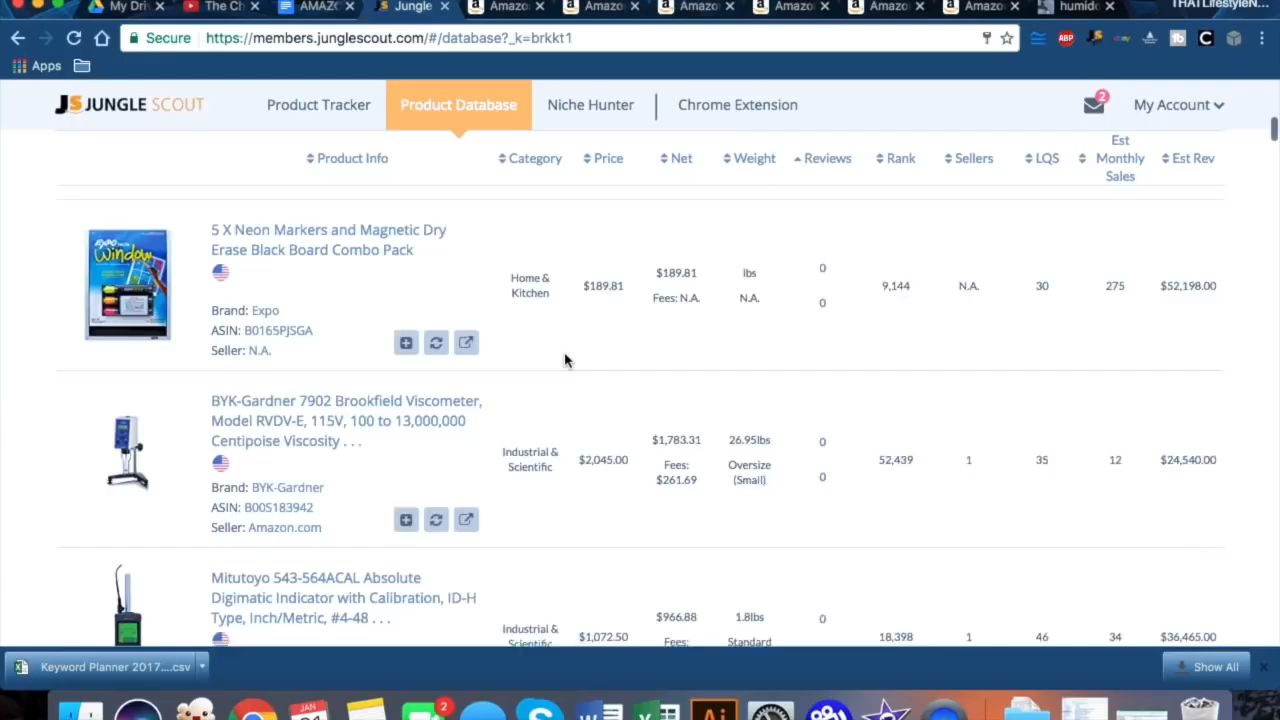 My Dri
The Ch
AMAZO
Jungle
Amazo
Amazo
Amazo
Amazo
Amazo
Amazo
humido
THATLifestyleN...
Secure
https://members.junglescout.com/#/database?_k=brkkt1
ABP
Apps
JS JUNGLE SCOUT
Product Tracker
Product Database
Niche Hunter
Chrome Extension
2
My Account
Product Info
Category
Price
Net
Weight
Reviews
Rank
Sellers
LQS
Est Monthly Sales
Est Rev
5 X Neon Markers and Magnetic Dry
Erase Black Board Combo Pack
Brand: Expo
ASIN: B0165PJSGA
Seller: N.A.
Home &
Kitchen
$189.81
$189.81
Fees: N.A.
lbs
N.A.
0
0
9,144
N.A.
30
275
$52,198.00
BYK-Gardner 7902 Brookfield Viscometer,
Model RVDV-E, 115V, 100 to 13,000,000
Centipoise Viscosity . . .
Brand: BYK-Gardner
ASIN: B00S183942
Seller: Amazon.com
Industrial &
Scientific
$2,045.00
$1,783.31
Fees:
$261.69
26.95lbs
Oversize
(Small)
0
0
52,439
1
35
12
$24,540.00
Mitutoyo 543-564ACAL Absolute
Digimatic Indicator with Calibration, ID-H
Type, Inch/Metric, #4-48 . . .
Industrial &
Scientific
$1,072.50
$966.88
Fees:
1.8lbs
Standard
0
18,398
1
46
34
$36,465.00
Keyword Planner 2017....csv
Show All
JAN
2
Ai